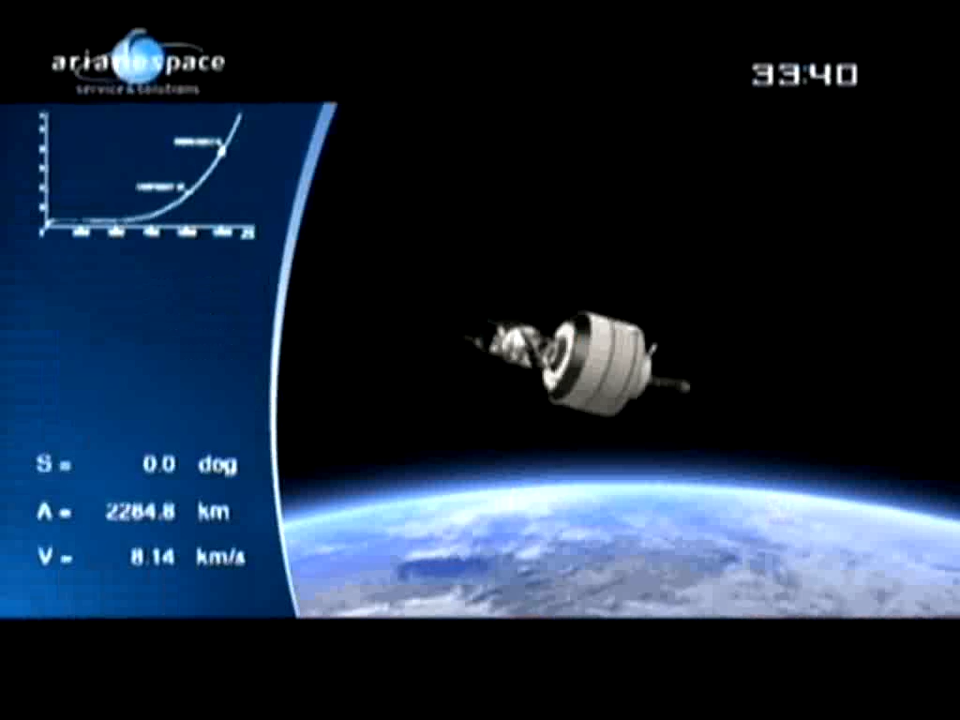 arianespace
service & solutions
33:40
S = 0.0 deg
A = 2284.8 km
V = 8.14 km/s